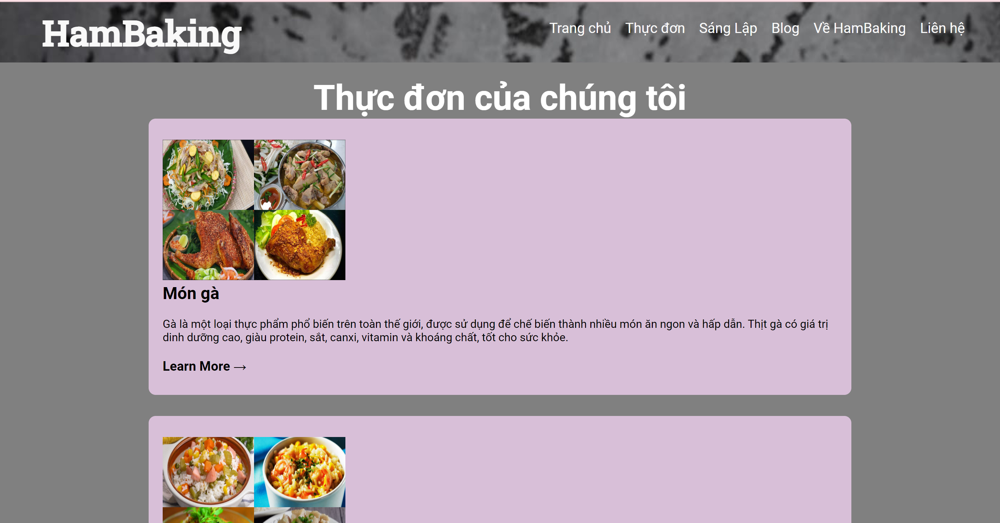 HamBaking
Trang chủ Thực đơn Sáng Lập Blog Về HamBaking Liên hệ
Thực đơn của chúng tôi
Món gà
Gà là một loại thực phẩm phổ biến trên toàn thế giới, được sử dụng để chế biến thành nhiều món ăn ngon và hấp dẫn. Thịt gà có giá trị
dinh dưỡng cao, giàu protein, sắt, canxi, vitamin và khoáng chất, tốt cho sức khỏe.
Learn More →